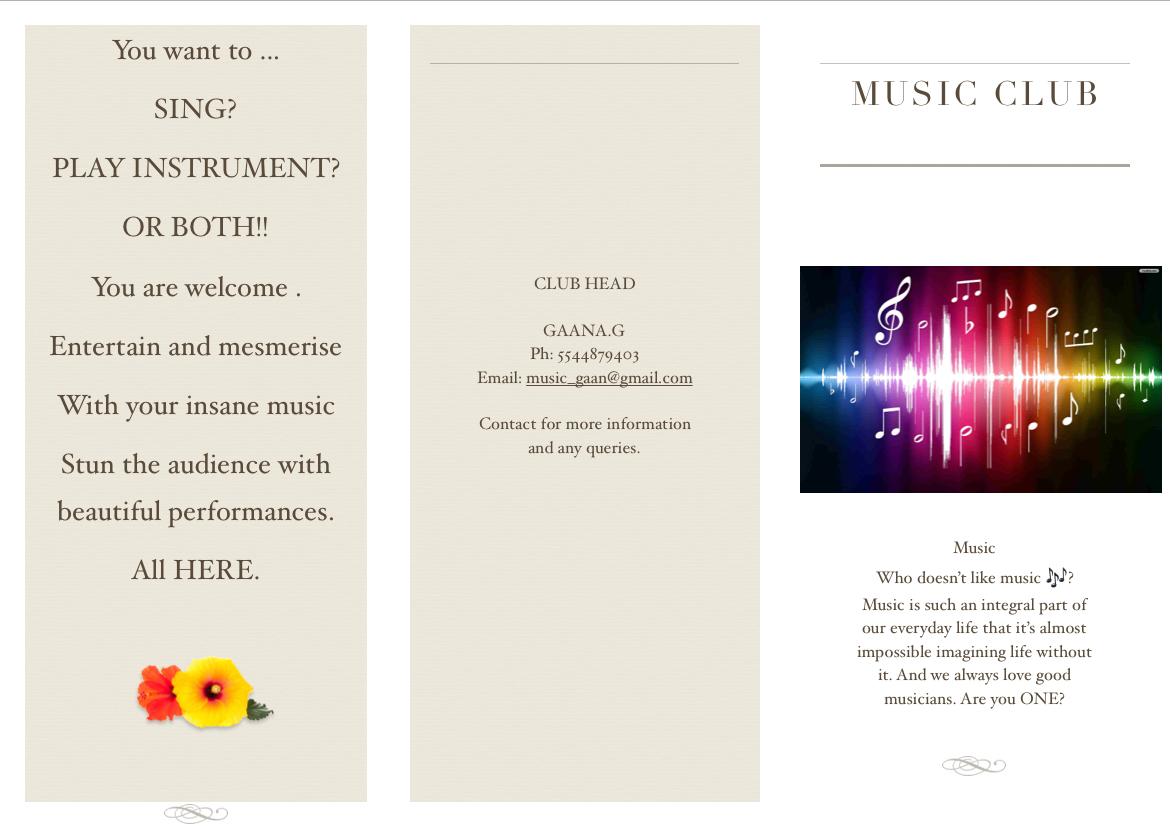 You want to ...
SING?
PLAY INSTRUMENT?
OR BOTH!!
You are welcome .
Entertain and mesmerise
With your insane music
Stun the audience with
beautiful performances.
All HERE.
CLUB HEAD
GAANA.G
Ph: 5544879403
Email: music_gaan@gmail.com
Contact for more information
and any queries.
MUSIC CLUB
Music
Who doesn’t like music 🎶?
Music is such an integral part of
our everyday life that it’s almost
impossible imagining life without
it. And we always love good
musicians. Are you ONE?